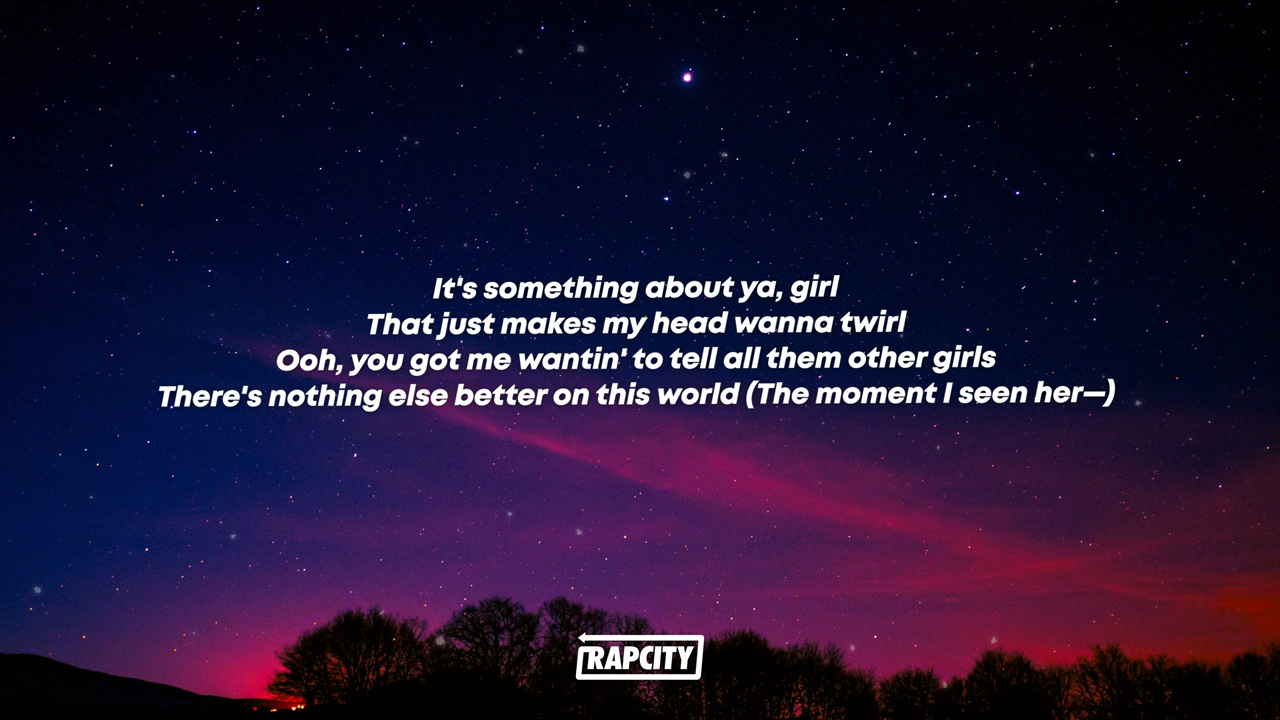 It's something about ya, girl
That just makes my head wanna twirl
Ooh, you got me wantin' to tell all them other girls
There's nothing else better on this world (The moment I seen her—)
RAPCITY